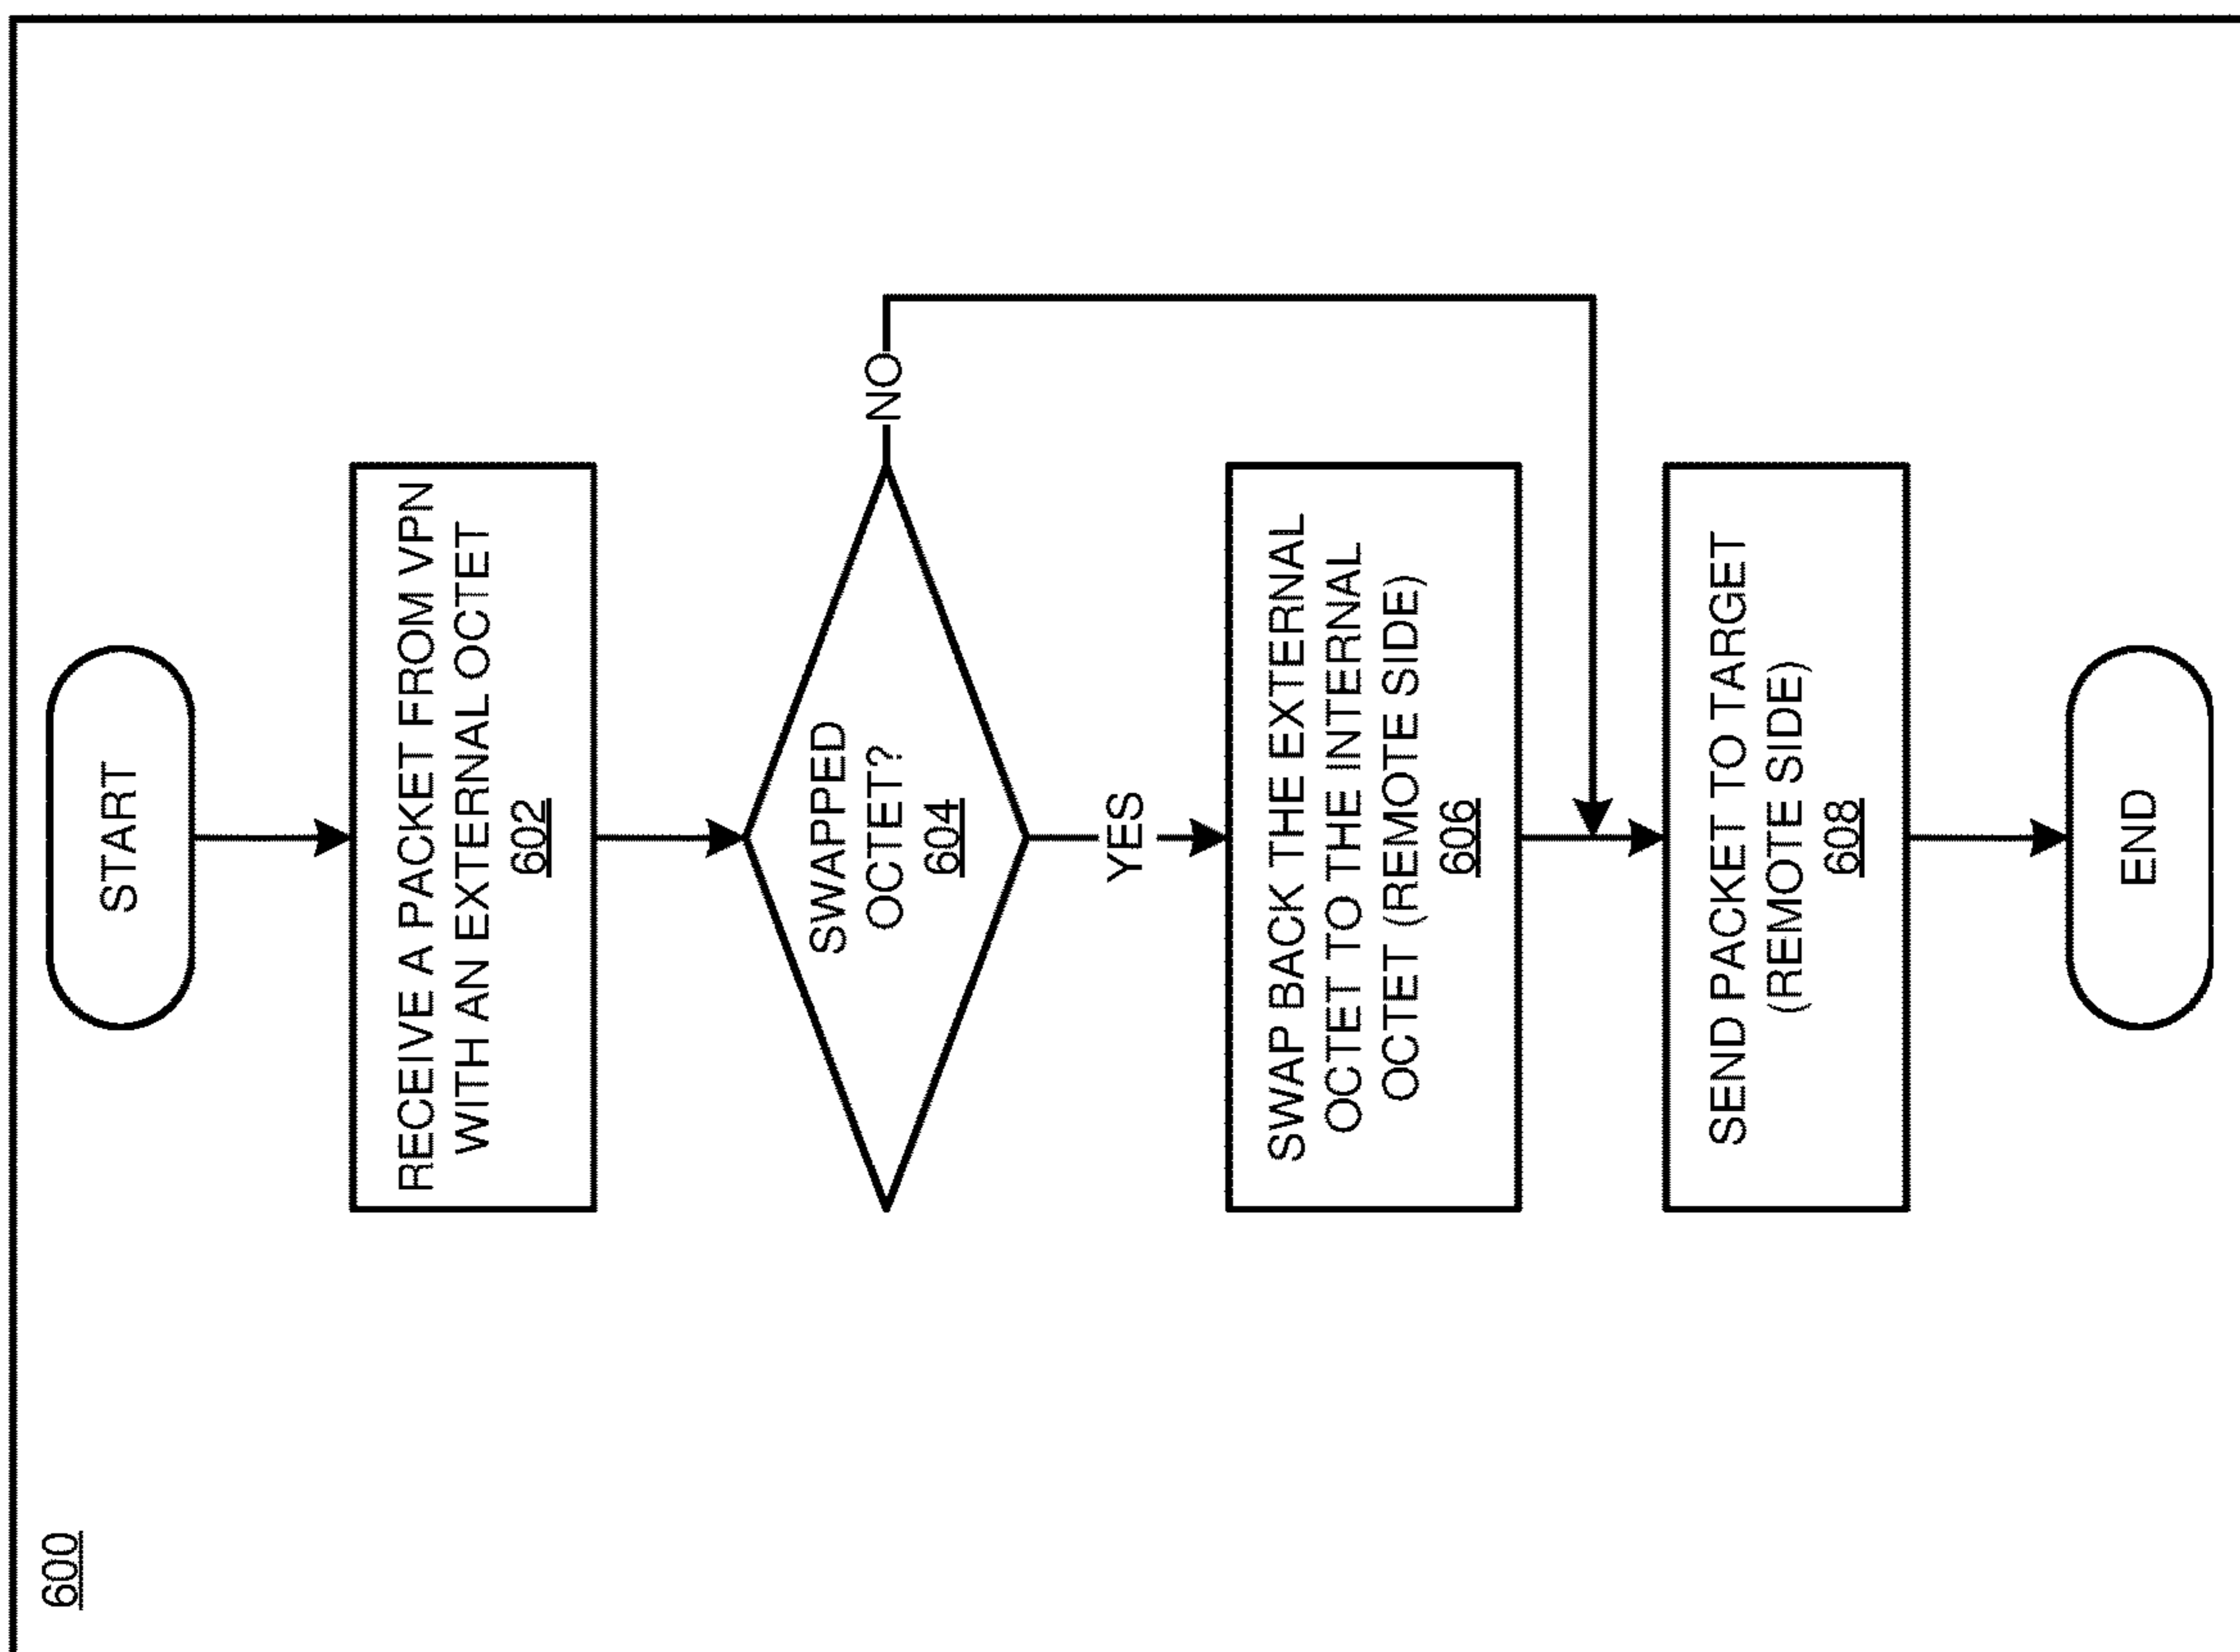 600
START
RECEIVE A PACKET FROM VPN
WITH AN EXTERNAL OCTET
602
SWAPPED
OCTET?
604
NO
YES
SWAP BACK THE EXTERNAL
OCTET TO THE INTERNAL
OCTET (REMOTE SIDE)
606
SEND PACKET TO TARGET
(REMOTE SIDE)
608
END